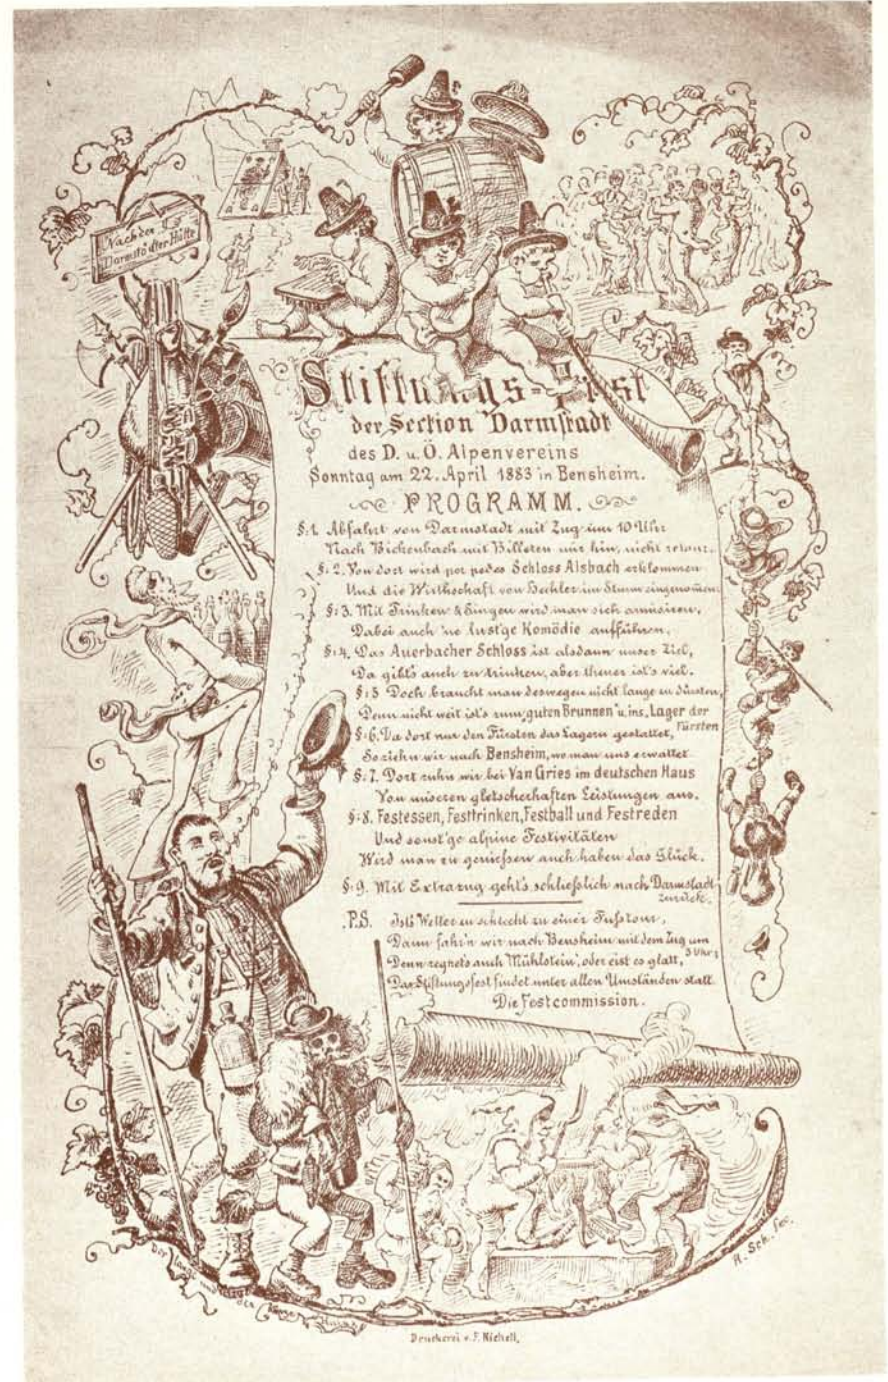 Nach der
Darmstädter Hütte
Stiftungs-Fest
der Section Darmstadt
des D. u. Ö. Alpenvereins
Sonntag am 22. April 1883 in Bensheim.
PROGRAMM.
§:1. Abfahrt von Darmstadt mit Zug um 10 Uhr
Nach Bickenbach mit Billeten nur hin, nicht retour.
§:2. Von dort wird per pedes Schloss Alsbach erklommen
Und die Wirthschaft von Hechler im Sturm eingenommen.
§:3. Mit Trinken & Singen wird man sich amüsiren,
Dabei auch 'ne lust'ge Komödie aufführen.
§:4. Das Auerbacher Schloss ist alsdann unser Ziel,
Da gibt's auch zu trinken, aber theuer ist's viel.
§:5 Doch braucht man deswegen nicht lange zu dürsten,
Denn nicht weit ist's zum „guten Brunnen" u. ins „Lager der Fürsten
§:6. Da dort nur den Fürsten das Lagern gestattet,
So ziehn wir nach Bensheim, wo man uns erwartet.
§:7. Dort ruhn wir bei Van Gries im deutschen Haus
Von unseren gletscherhaften Leistungen aus.
§:8. Festessen, Festtrinken, Festball und Festreden
Und sonst'ge alpine Festivitäten
Wird man zu geniessen auch haben das Glück.
§:9. Mit Extrazug geht's schliefslich nach Darmstadt zurück.
P.S. Ist's Wetter zu schlecht zu einer Fufstour,
Dann fahr'n wir nach Bensheim mit dem Zug um 3 Uhr;
Denn regnet's auch Mühlstein', oder eist es glatt,
Das Stiftungsfest findet unter allen Umständen statt.
Die Festcommission.
R. Sch. fec.
der lange und
der
Druckerei v. F. Nichell.